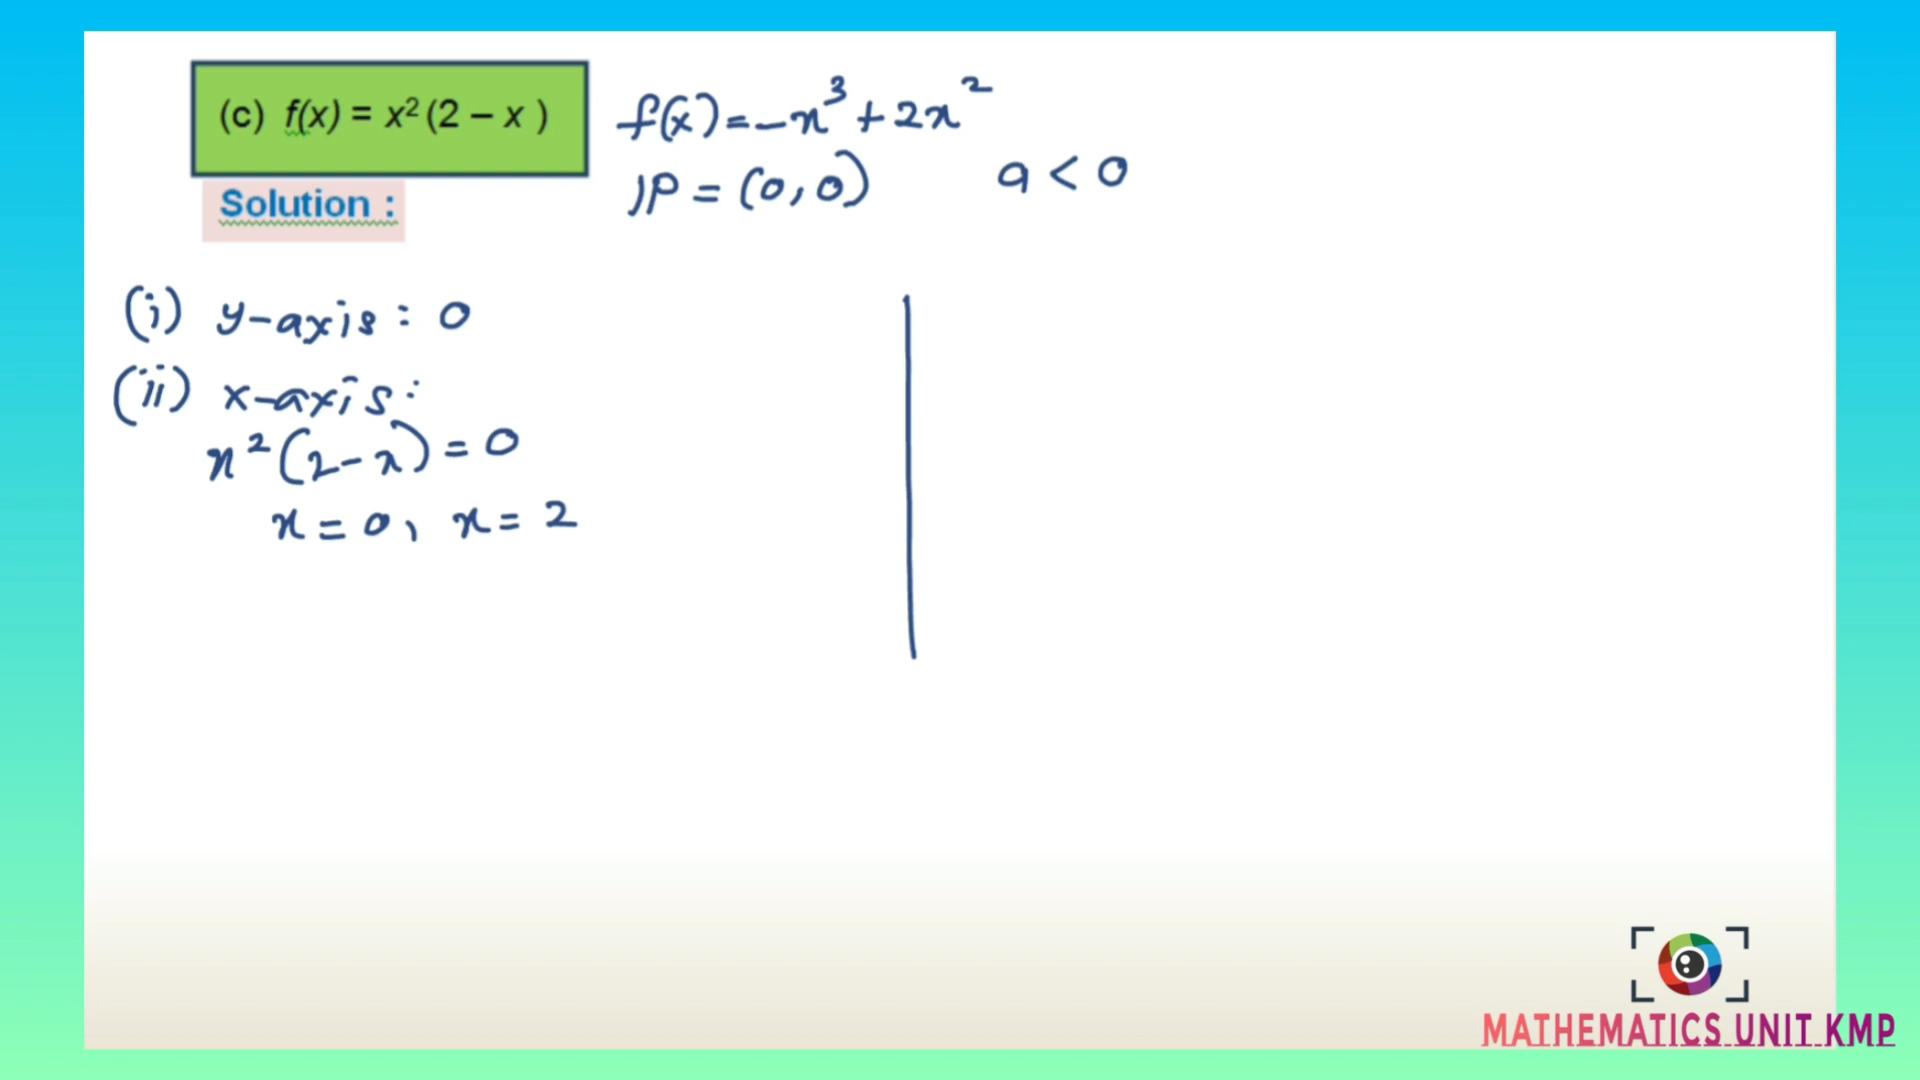 (c) f(x) = x² (2 – x )
f(x) = -x³ + 2x²
IP = (0, 0) a < 0
Solution :
(i) y-axis : 0
(ii) x-axis :
x² (2 - x) = 0
x = 0, x = 2
MATHEMATICS UNIT KMP